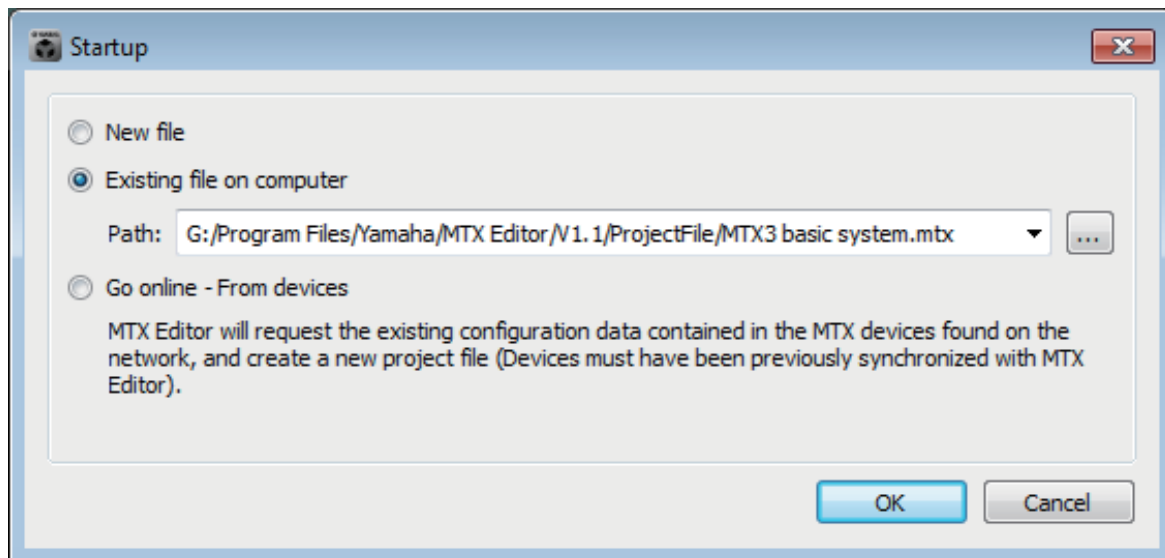 Startup
New file
Existing file on computer
Path: G:/Program Files/Yamaha/MTX Editor/V1.1/ProjectFile/MTX3 basic system.mtx ...
Go online - From devices
MTX Editor will request the existing configuration data contained in the MTX devices found on the
network, and create a new project file (Devices must have been previously synchronized with MTX
Editor).
OK Cancel